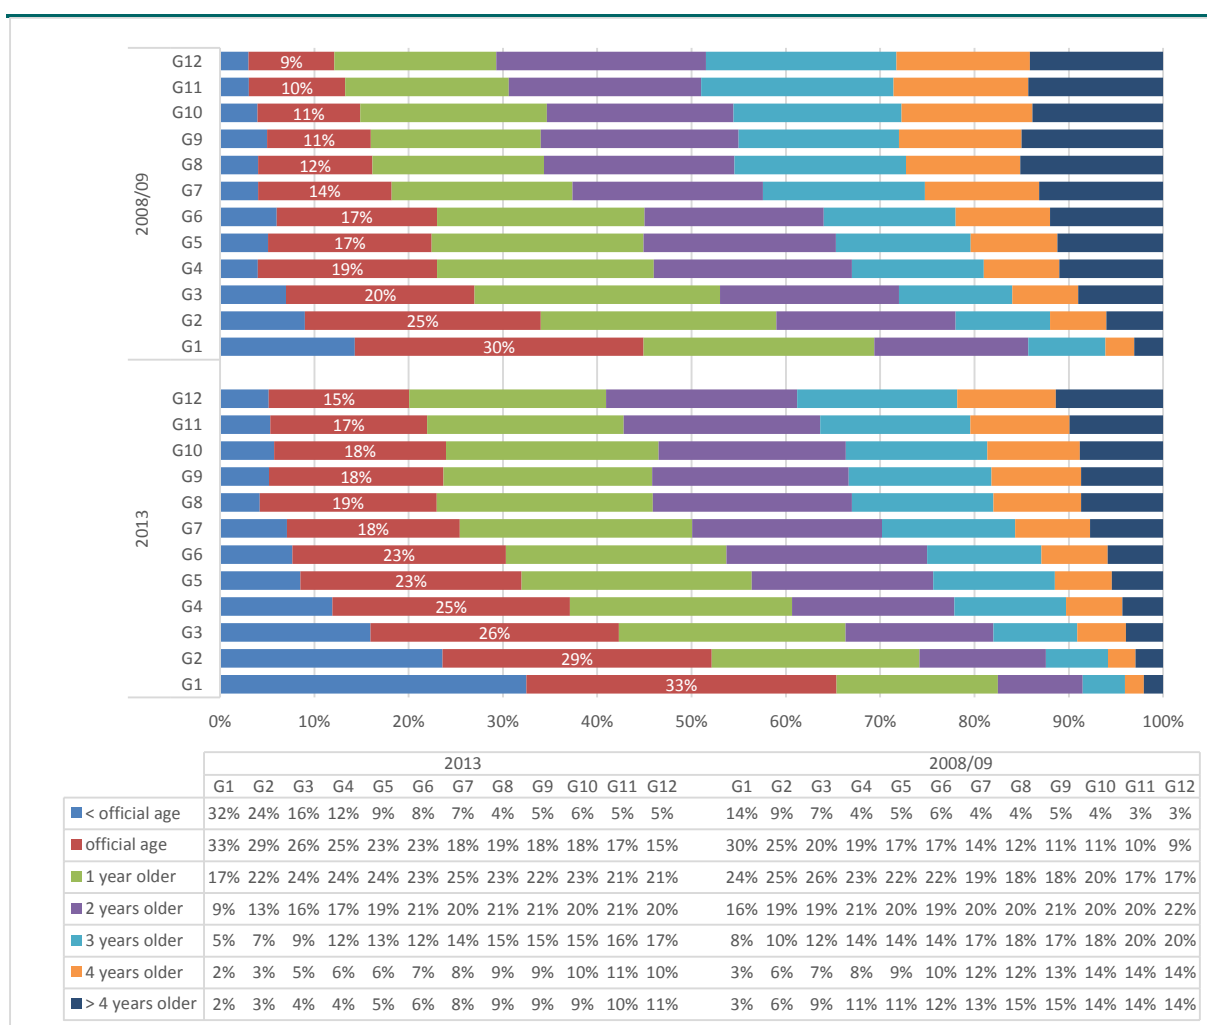 2008/09
G12 9%
G11 10%
G10 11%
G9 11%
G8 12%
G7 14%
G6 17%
G5 17%
G4 19%
G3 20%
G2 25%
G1 30%
2013
G12 15%
G11 17%
G10 18%
G9 18%
G8 19%
G7 18%
G6 23%
G5 23%
G4 25%
G3 26%
G2 29%
G1 33%
0% 10% 20% 30% 40% 50% 60% 70% 80% 90% 100%
2013 2008/09
G1 G2 G3 G4 G5 G6 G7 G8 G9 G10 G11 G12 G1 G2 G3 G4 G5 G6 G7 G8 G9 G10 G11 G12
< official age 32% 24% 16% 12% 9% 8% 7% 4% 5% 6% 5% 5% 14% 9% 7% 4% 5% 6% 4% 4% 5% 4% 3% 3%
official age 33% 29% 26% 25% 23% 23% 18% 19% 18% 18% 17% 15% 30% 25% 20% 19% 17% 17% 14% 12% 11% 11% 10% 9%
1 year older 17% 22% 24% 24% 24% 23% 25% 23% 22% 23% 21% 21% 24% 25% 26% 23% 22% 22% 19% 18% 18% 20% 17% 17%
2 years older 9% 13% 16% 17% 19% 21% 20% 21% 21% 20% 21% 20% 16% 19% 19% 21% 20% 19% 20% 20% 21% 20% 20% 22%
3 years older 5% 7% 9% 12% 13% 12% 14% 15% 15% 15% 16% 17% 8% 10% 12% 14% 14% 14% 17% 18% 17% 18% 20% 20%
4 years older 2% 3% 5% 6% 6% 7% 8% 9% 9% 10% 11% 10% 3% 6% 7% 8% 9% 10% 12% 12% 13% 14% 14% 14%
> 4 years older 2% 3% 4% 4% 5% 6% 8% 9% 9% 9% 10% 11% 3% 6% 9% 11% 11% 12% 13% 15% 15% 14% 14% 14%